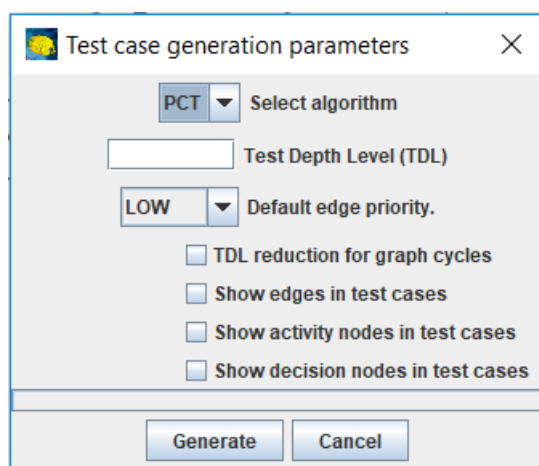 Test case generation parameters
PCT Select algorithm
Test Depth Level (TDL)
LOW Default edge priority.
TDL reduction for graph cycles
Show edges in test cases
Show activity nodes in test cases
Show decision nodes in test cases
Generate Cancel